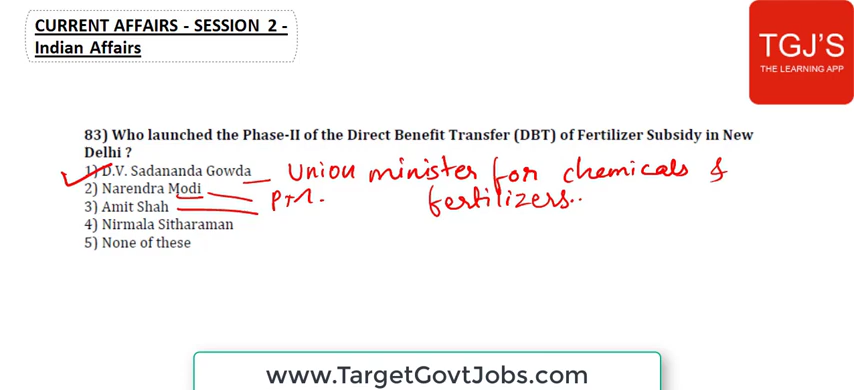 CURRENT AFFAIRS - SESSION 2 -
Indian Affairs
TGJ'S
THE LEARNING APP
83) Who launched the Phase-II of the Direct Benefit Transfer (DBT) of Fertilizer Subsidy in New
Delhi ?
1) D.V. Sadananda Gowda — Union minister for chemicals &
fertilizers..
2) Narendra Modi — P.M.
3) Amit Shah —
4) Nirmala Sitharaman
5) None of these
www.TargetGovtJobs.com